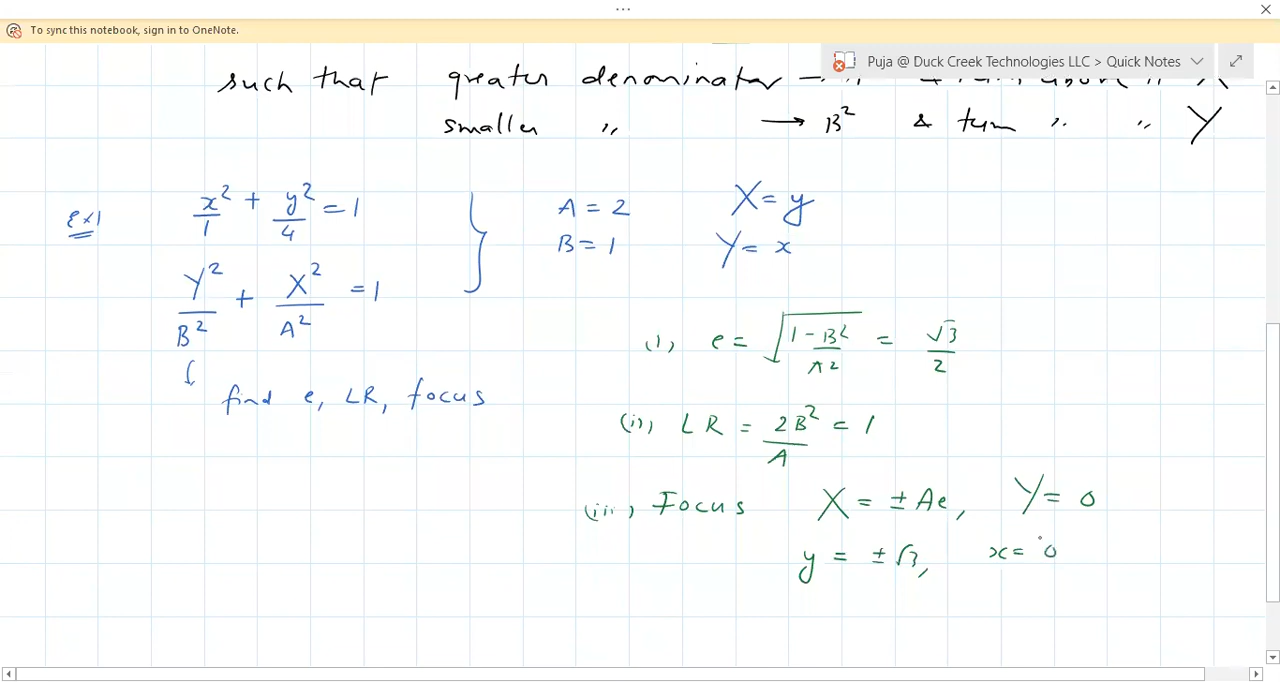 To sync this notebook, sign in to OneNote.
Puja @ Duck Creek Technologies LLC > Quick Notes
such that greater denominator → X
smaller " → B² & term " " Y
Ex1 x²/1 + y²/4 = 1
A = 2 X = y
B = 1 Y = x
Y²/B² + X²/A² = 1
find e, LR, focus
(i) e = √(1 - B²/A²) = √3/2
(ii) LR = 2B²/A = 1
(iii) Focus X = ± Ae, Y = 0
y = ± √3, x = 0